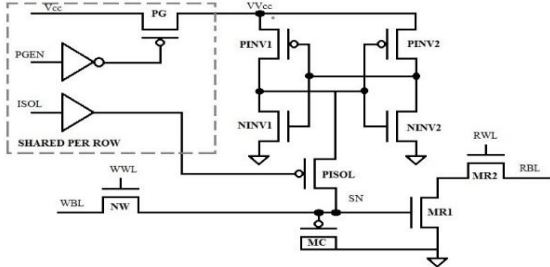 Vcc PG VVcc
PGEN PINV1 PINV2
ISOL
NINV1 NINV2
SHARED PER ROW
PISOL RWL
WWL
WBL NW SN MR1 MR2 RBL
MC